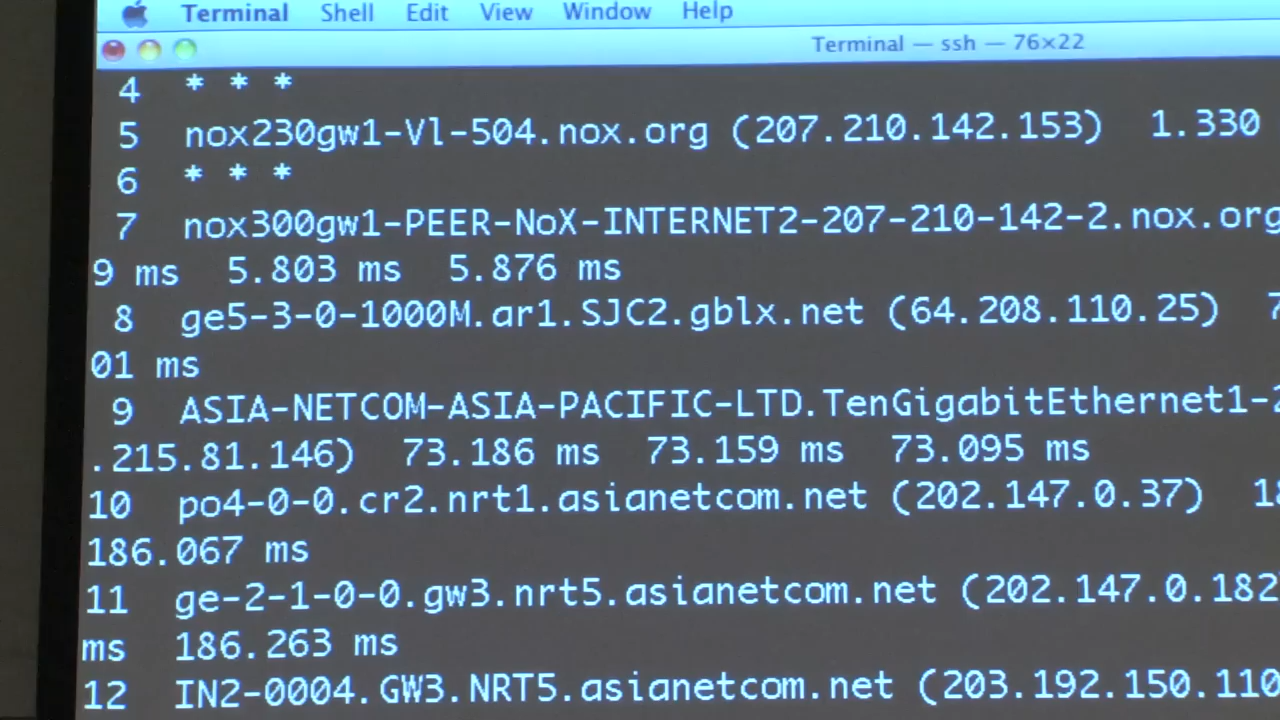 Terminal Shell Edit View Window Help
Terminal — ssh — 76×22
4 * * *
5 nox230gw1-Vl-504.nox.org (207.210.142.153) 1.330
6 * * *
7 nox300gw1-PEER-NoX-INTERNET2-207-210-142-2.nox.org
9 ms 5.803 ms 5.876 ms
8 ge5-3-0-1000M.ar1.SJC2.gblx.net (64.208.110.25) 7
01 ms
9 ASIA-NETCOM-ASIA-PACIFIC-LTD.TenGigabitEthernet1-2
.215.81.146) 73.186 ms 73.159 ms 73.095 ms
10 po4-0-0.cr2.nrt1.asianetcom.net (202.147.0.37) 18
186.067 ms
11 ge-2-1-0-0.gw3.nrt5.asianetcom.net (202.147.0.182
ms 186.263 ms
12 IN2-0004.GW3.NRT5.asianetcom.net (203.192.150.110